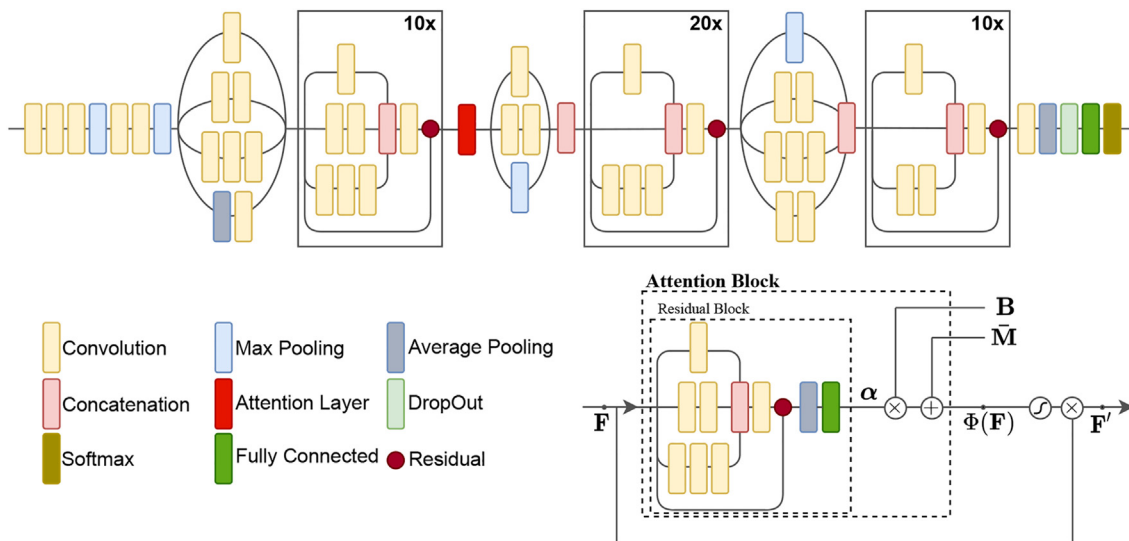 10x 20x 10x
Attention Block
Residual Block
B
M̄
Convolution Max Pooling Average Pooling
Concatenation Attention Layer DropOut
Softmax Fully Connected Residual
F α × + Φ(F) ∫ × F′